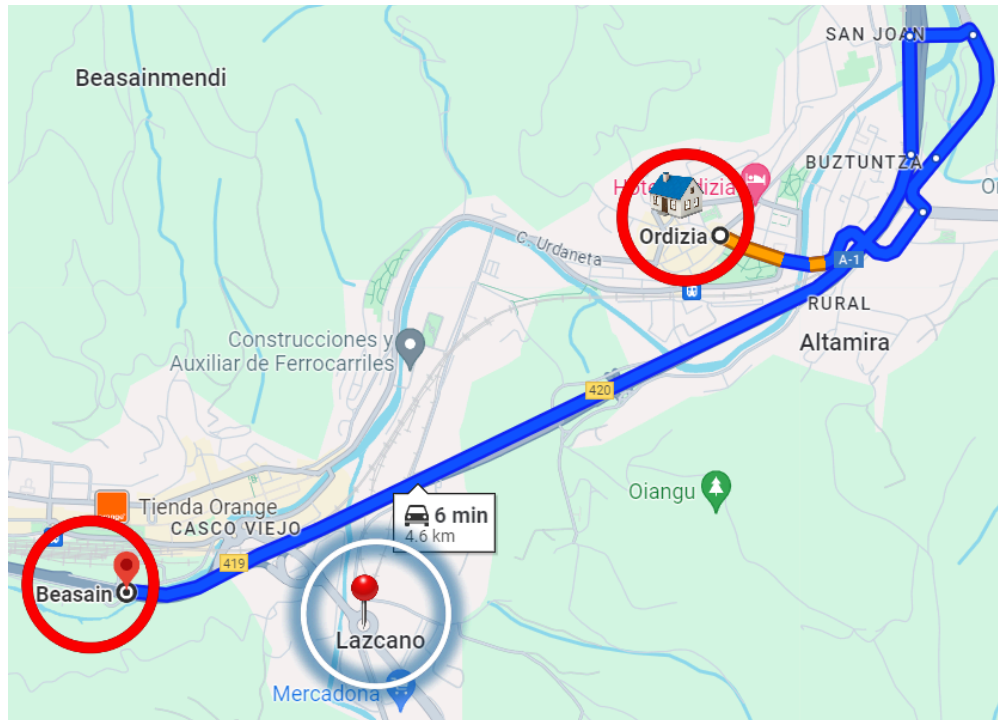 SAN JOAN
Beasainmendi
BUZTUNTZA
Hotel Ordizia
Ordizia
C. Urdaneta
A-1
RURAL
Altamira
Construcciones y
Auxiliar de Ferrocarriles
420
Oiangu
Tienda Orange
CASCO VIEJO
6 min
4.6 km
419
Beasain
Lazcano
Mercadona